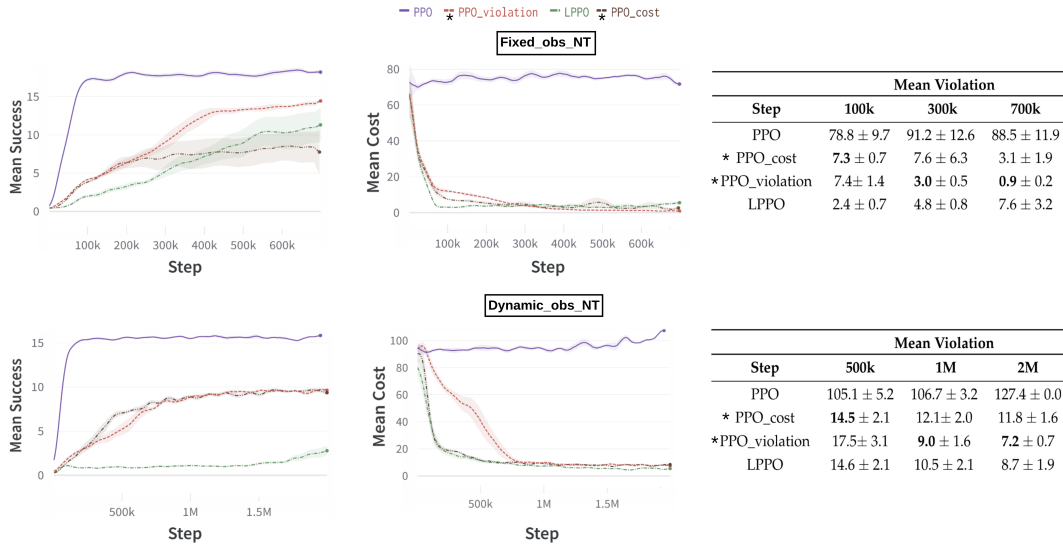 PPO * PPO_violation LPPO * PPO_cost
Fixed_obs_NT
Mean Success
15
10
5
0
100k 200k 300k 400k 500k 600k
Step
Mean Cost
80
60
40
20
0
100k 200k 300k 400k 500k 600k
Step
Mean Violation
Step 100k 300k 700k
PPO 78.8 ± 9.7 91.2 ± 12.6 88.5 ± 11.9
* PPO_cost 7.3 ± 0.7 7.6 ± 6.3 3.1 ± 1.9
*PPO_violation 7.4± 1.4 3.0 ± 0.5 0.9 ± 0.2
LPPO 2.4 ± 0.7 4.8 ± 0.8 7.6 ± 3.2
Dynamic_obs_NT
Mean Success
15
10
5
0
500k 1M 1.5M
Step
Mean Cost
100
80
60
40
20
0
500k 1M 1.5M
Step
Mean Violation
Step 500k 1M 2M
PPO 105.1 ± 5.2 106.7 ± 3.2 127.4 ± 0.0
* PPO_cost 14.5 ± 2.1 12.1± 2.0 11.8 ± 1.6
*PPO_violation 17.5± 3.1 9.0 ± 1.6 7.2 ± 0.7
LPPO 14.6 ± 2.1 10.5 ± 2.1 8.7 ± 1.9